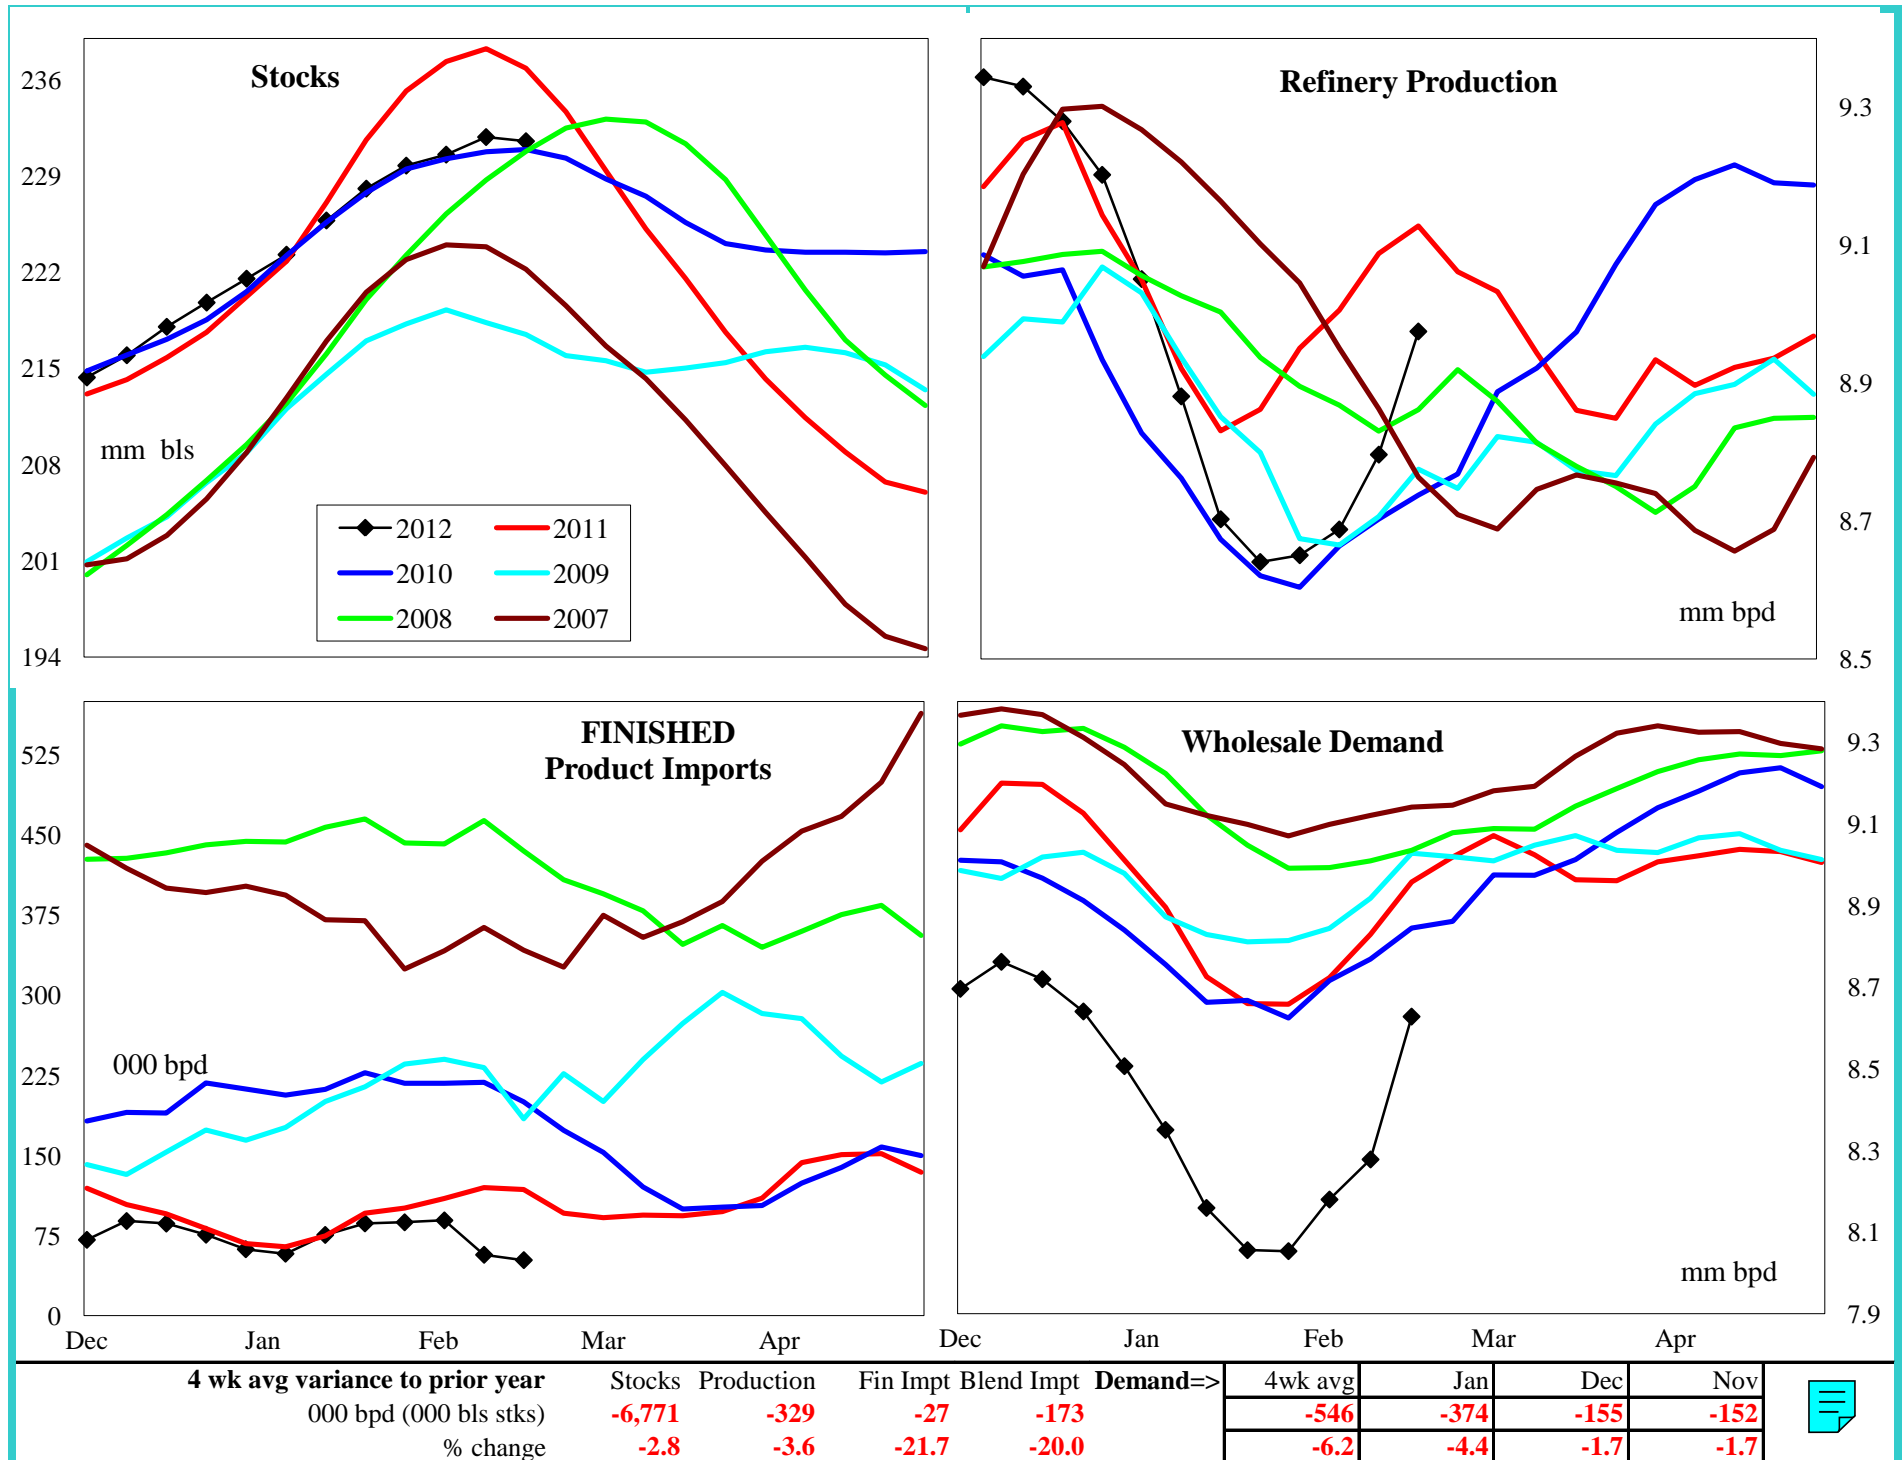 Stocks
236
229
222
215
208
201
194
mm bls
2012 2011
2010 2009
2008 2007
Refinery Production
9.3
9.1
8.9
8.7
8.5
mm bpd
FINISHED
Product Imports
525
450
375
300
225
150
75
0
000 bpd
Dec Jan Feb Mar Apr
Wholesale Demand
9.3
9.1
8.9
8.7
8.5
8.3
8.1
7.9
mm bpd
Dec Jan Feb Mar Apr
4 wk avg variance to prior year Stocks Production Fin Impt Blend Impt Demand=> 4wk avg Jan Dec Nov
000 bpd (000 bls stks) -6,771 -329 -27 -173 -546 -374 -155 -152
% change -2.8 -3.6 -21.7 -20.0 -6.2 -4.4 -1.7 -1.7